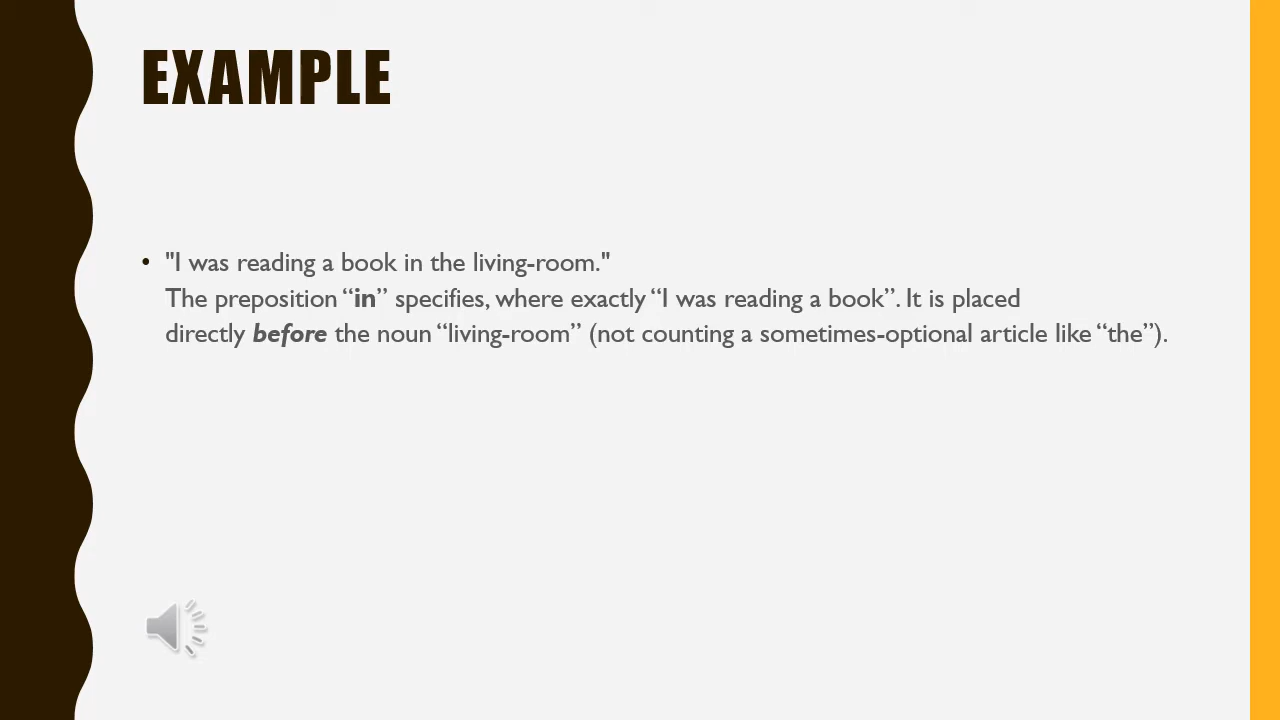 EXAMPLE
• "I was reading a book in the living-room."
The preposition “in” specifies, where exactly “I was reading a book”. It is placed
directly before the noun “living-room” (not counting a sometimes-optional article like “the”).